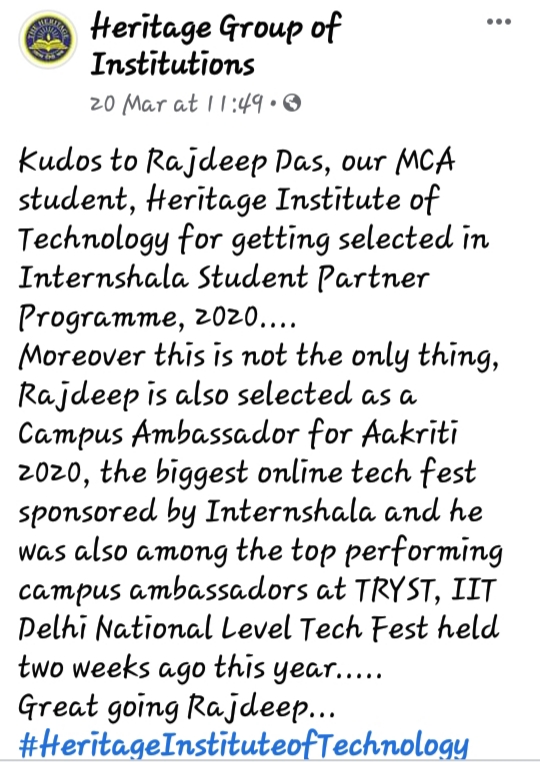 Heritage Group of
Institutions
20 Mar at 11:49 •
Kudos to Rajdeep Das, our MCA
student, Heritage Institute of
Technology for getting selected in
Internshala Student Partner
Programme, 2020....
Moreover this is not the only thing,
Rajdeep is also selected as a
Campus Ambassador for Aakriti
2020, the biggest online tech fest
sponsored by Internshala and he
was also among the top performing
campus ambassadors at TRYST, IIT
Delhi National Level Tech Fest held
two weeks ago this year.....
Great going Rajdeep...
#HeritageInstituteofTechnology